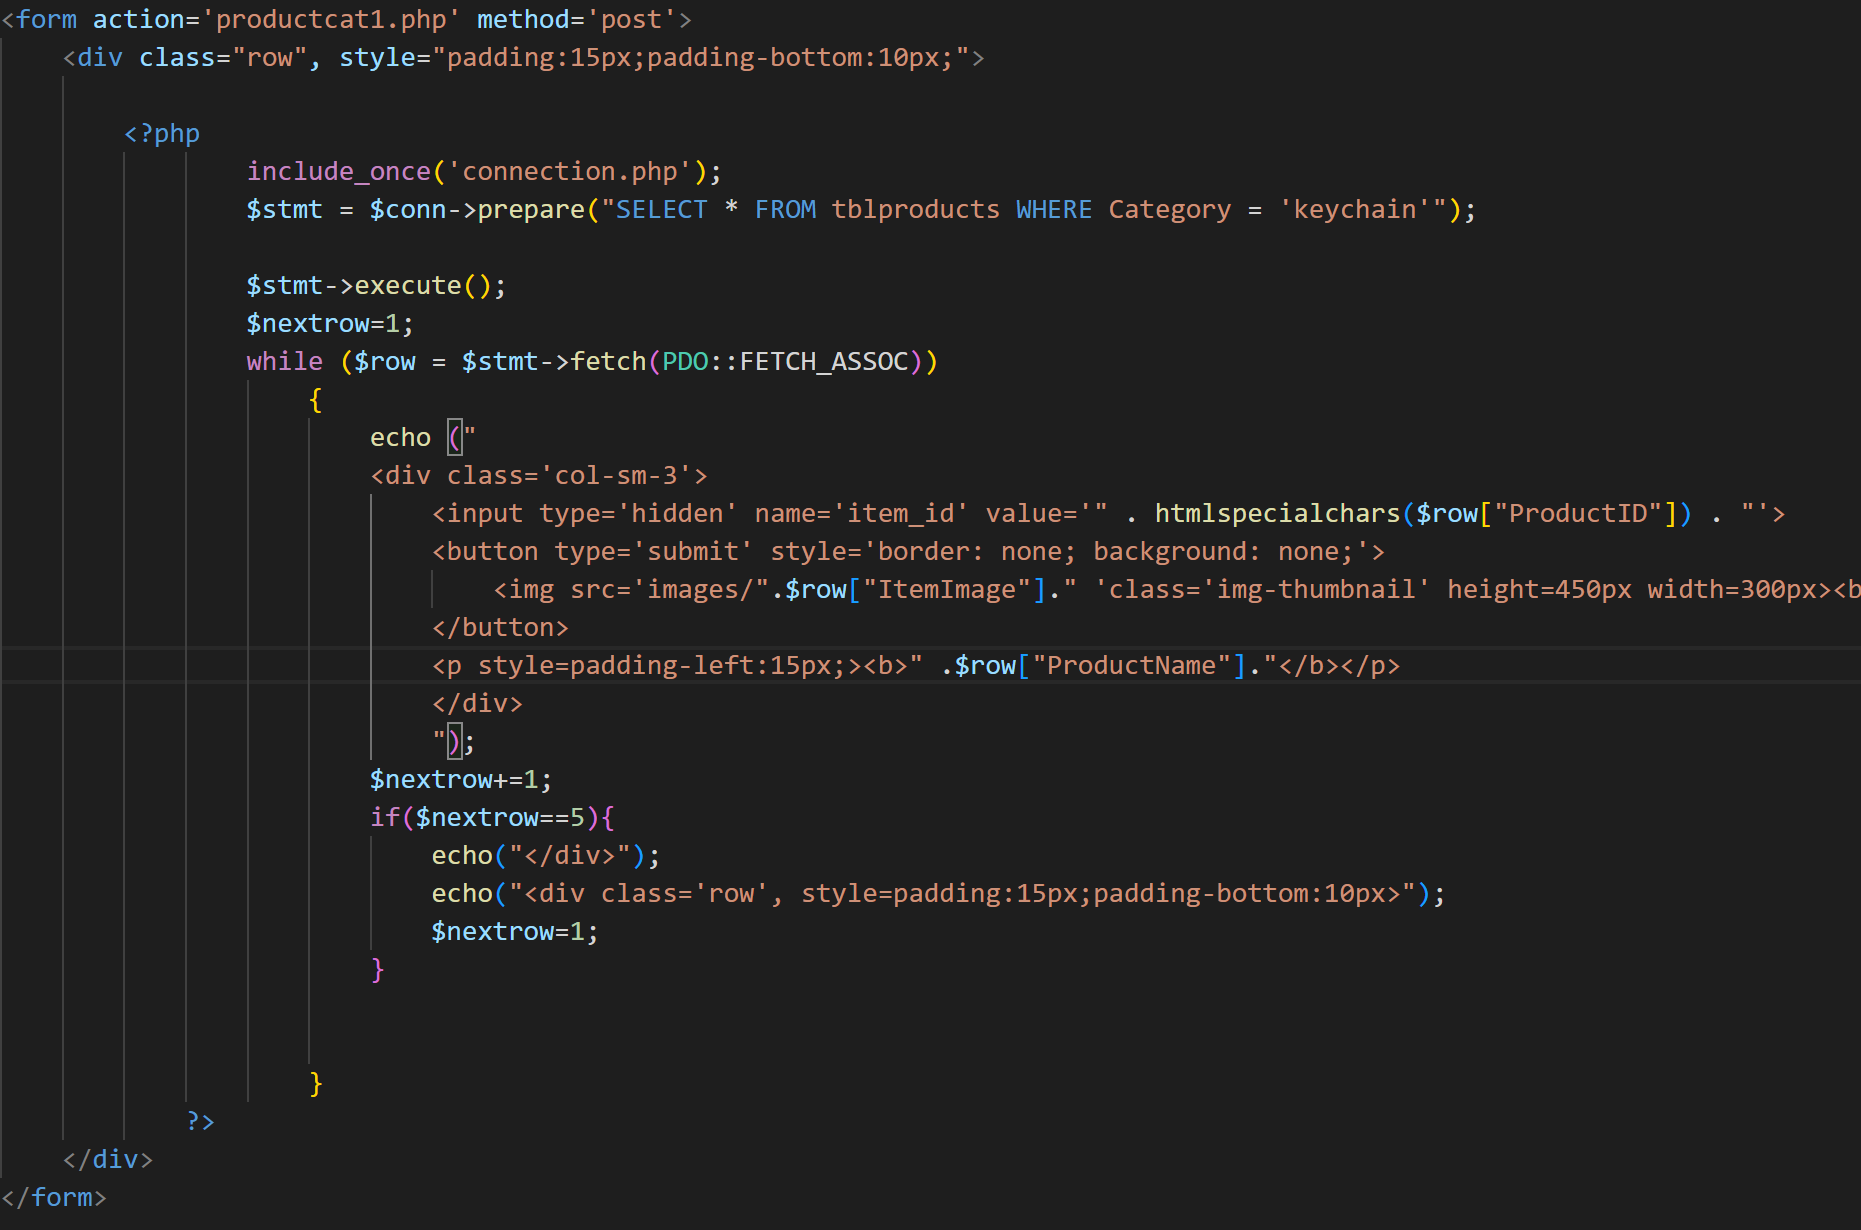 <form action='productcat1.php' method='post'>
<div class="row", style="padding:15px;padding-bottom:10px;">
<?php
include_once('connection.php');
$stmt = $conn->prepare("SELECT * FROM tblproducts WHERE Category = 'keychain'");
$stmt->execute();
$nextrow=1;
while ($row = $stmt->fetch(PDO::FETCH_ASSOC))
{
echo ("
<div class='col-sm-3'>
<input type='hidden' name='item_id' value='" . htmlspecialchars($row["ProductID"]) . "'>
<button type='submit' style='border: none; background: none;'>
<img src='images/".$row["ItemImage"]." 'class='img-thumbnail' height=450px width=300px><b
</button>
<p style=padding-left:15px;><b>" .$row["ProductName"]."</b></p>
</div>
");
$nextrow+=1;
if($nextrow==5){
echo("</div>");
echo("<div class='row', style=padding:15px;padding-bottom:10px>");
$nextrow=1;
}
}
?>
</div>
</form>